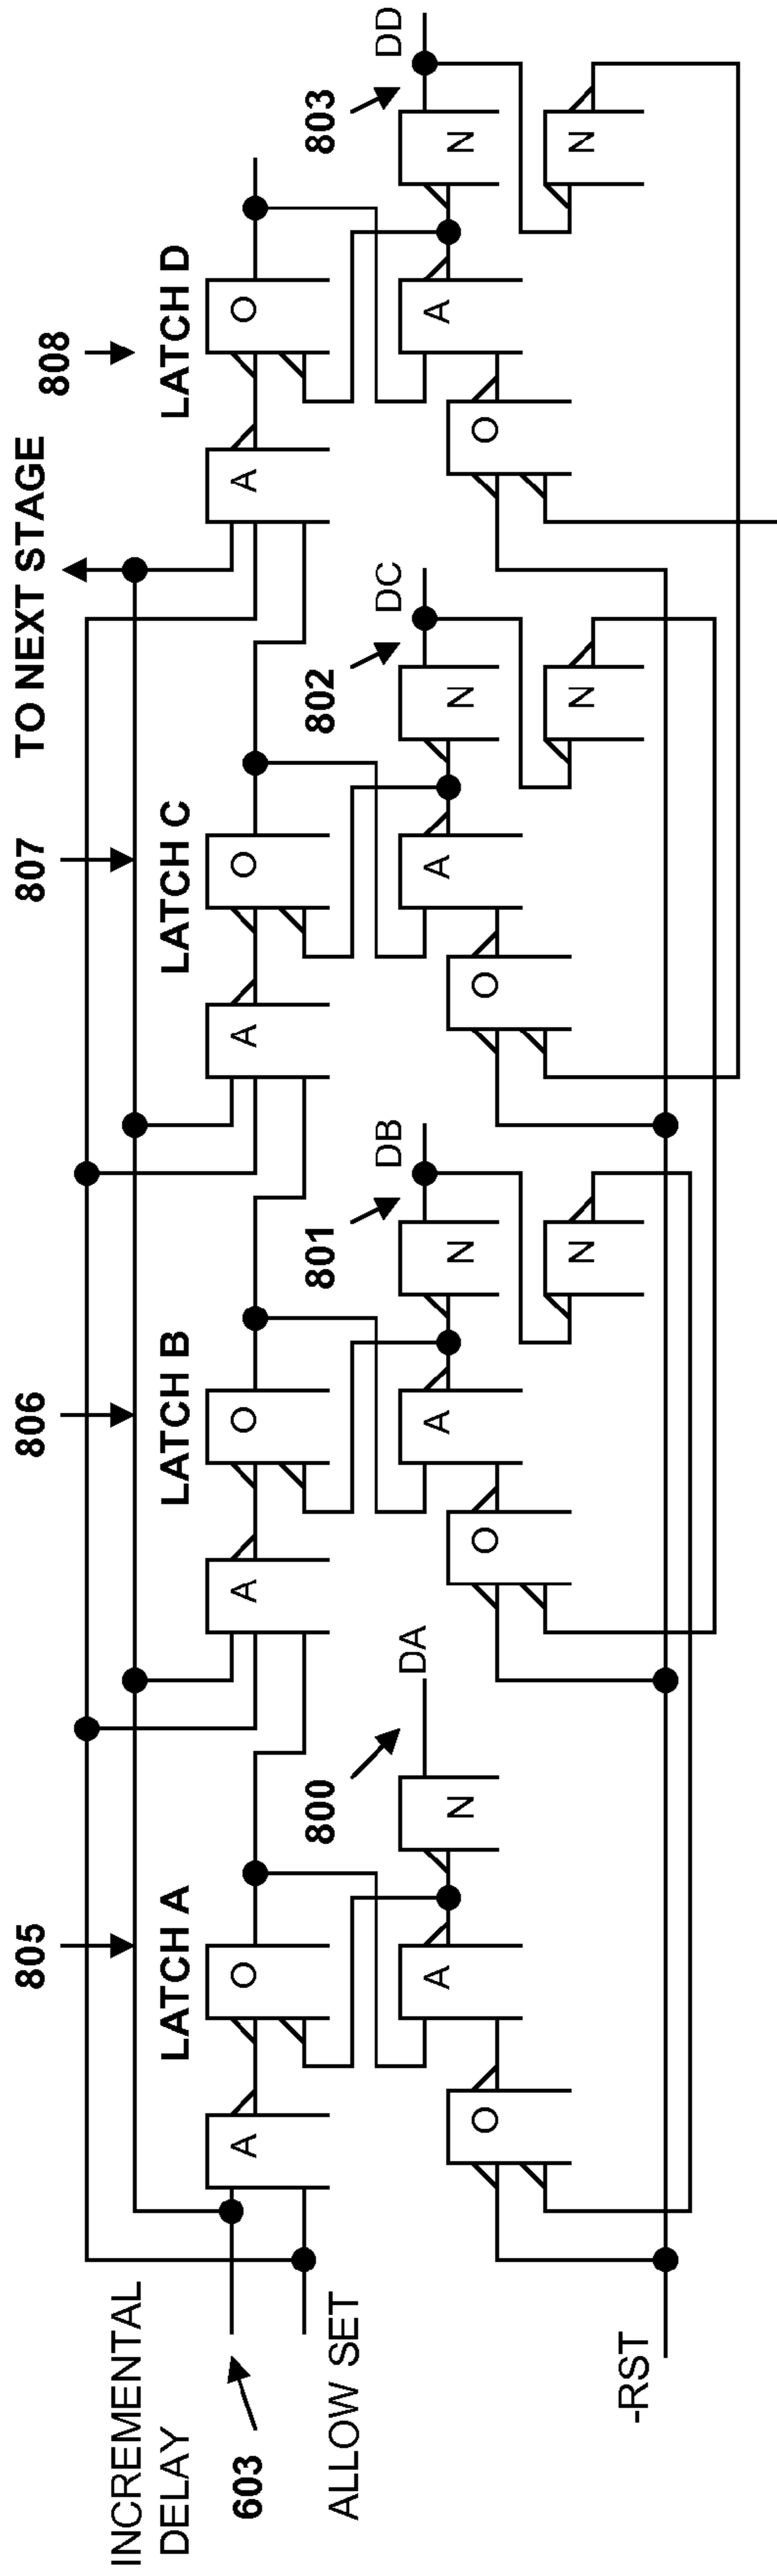 805
806
807
TO NEXT STAGE
808
INCREMENTAL
DELAY
LATCH A
LATCH B
LATCH C
LATCH D
603
A
O
A
O
A
O
A
O
ALLOW SET
800
801
802
803
DA
DB
DC
DD
A
N
A
N
A
N
A
N
O
O
O
O
N
N
N
-RST